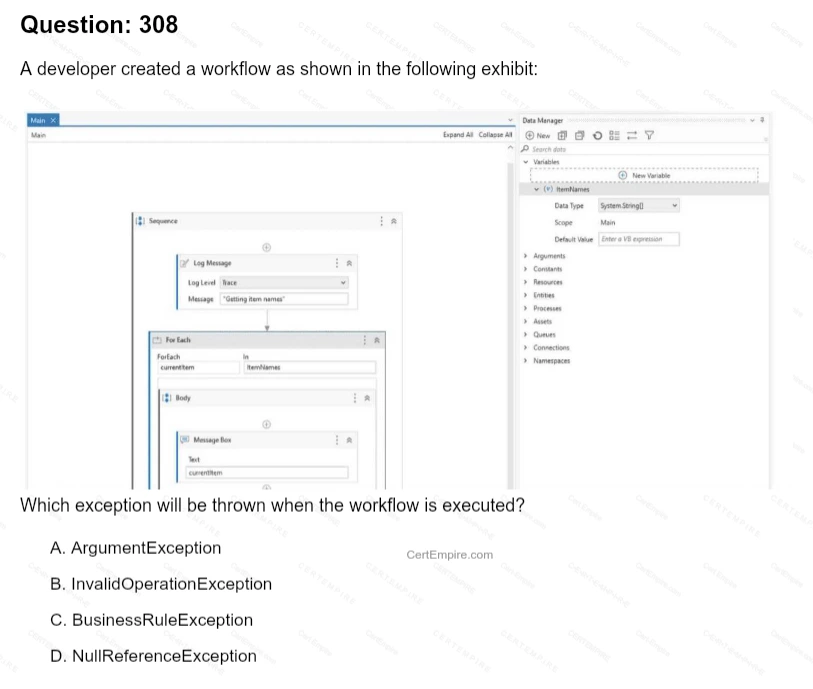 Question: 308
A developer created a workflow as shown in the following exhibit:
Main
Data Manager
Main
Expand All Collapse All
New
Search data
Variables
New Variable
ItemNames
Data Type System.String[]
Scope Main
Default Value Enter a VB expression
Arguments
Constants
Resources
Entities
Processes
Assets
Queues
Connections
Namespaces
Sequence
Log Message
Log Level Trace
Message "Getting item names"
For Each
ForEach In
currentItem ItemNames
Body
Message Box
Text
currentItem
Which exception will be thrown when the workflow is executed?
A. ArgumentException
CertEmpire.com
B. InvalidOperationException
C. BusinessRuleException
D. NullReferenceException